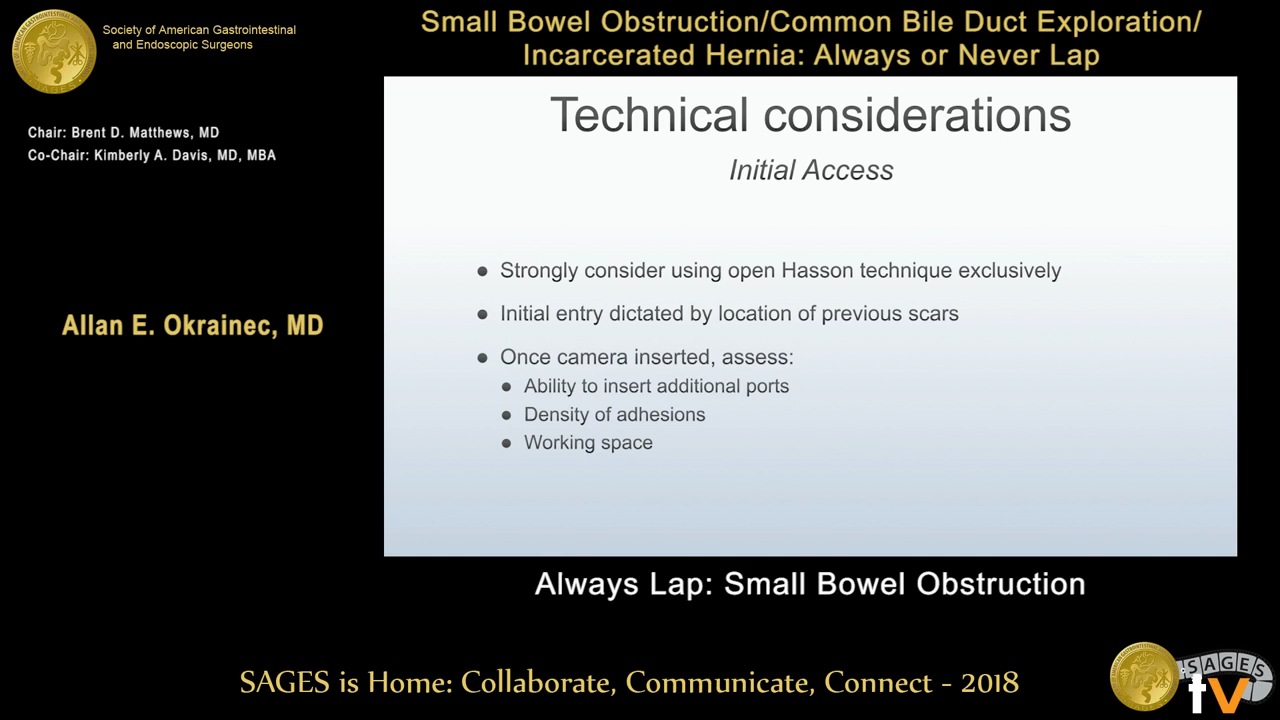 Society of American Gastrointestinal
and Endoscopic Surgeons
Small Bowel Obstruction/Common Bile Duct Exploration/
Incarcerated Hernia: Always or Never Lap
Chair: Brent D. Matthews, MD
Co-Chair: Kimberly A. Davis, MD, MBA
Allan E. Okrainec, MD
Technical considerations
Initial Access
● Strongly consider using open Hasson technique exclusively
● Initial entry dictated by location of previous scars
● Once camera inserted, assess:
● Ability to insert additional ports
● Density of adhesions
● Working space
Always Lap: Small Bowel Obstruction
SAGES is Home: Collaborate, Communicate, Connect - 2018
SAGES
tv